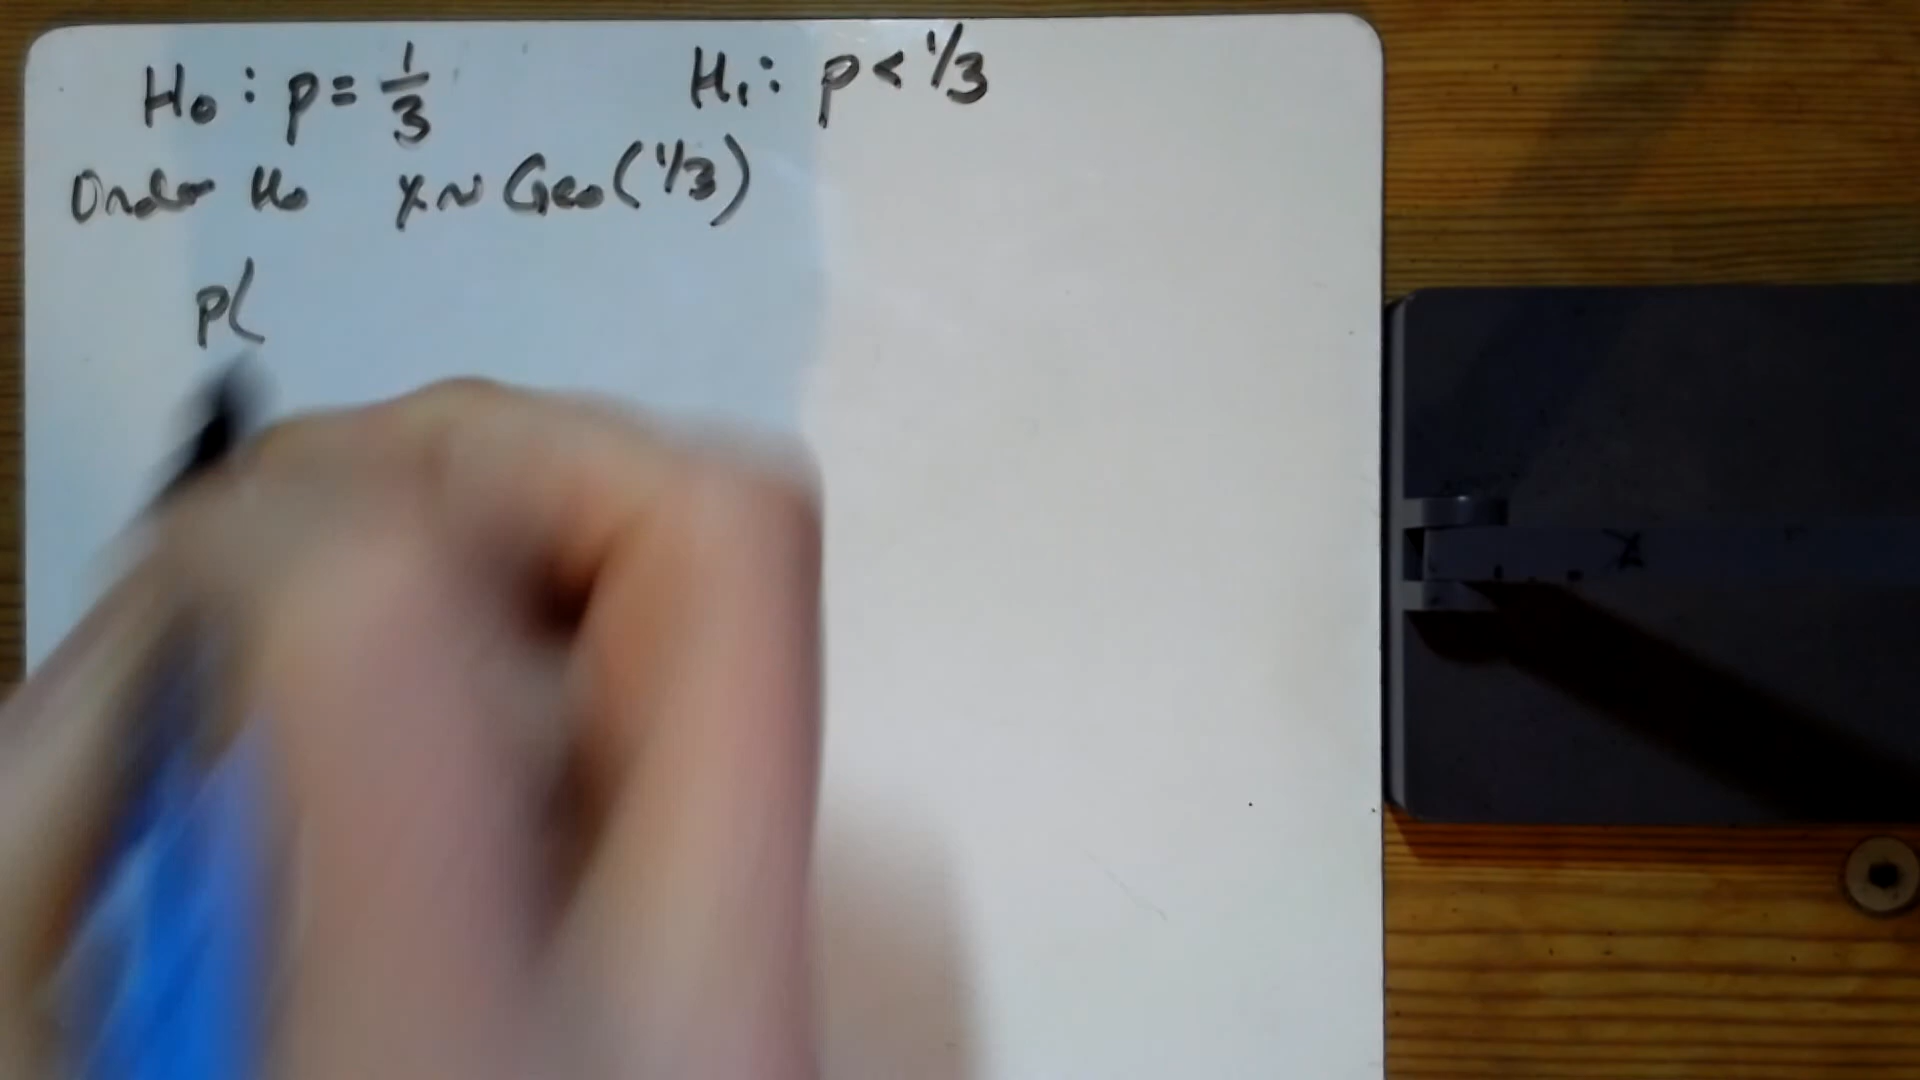 H₀ : p = 1/3 H₁ : p < 1/3
Under H₀ X ~ Geo(1/3)
P(